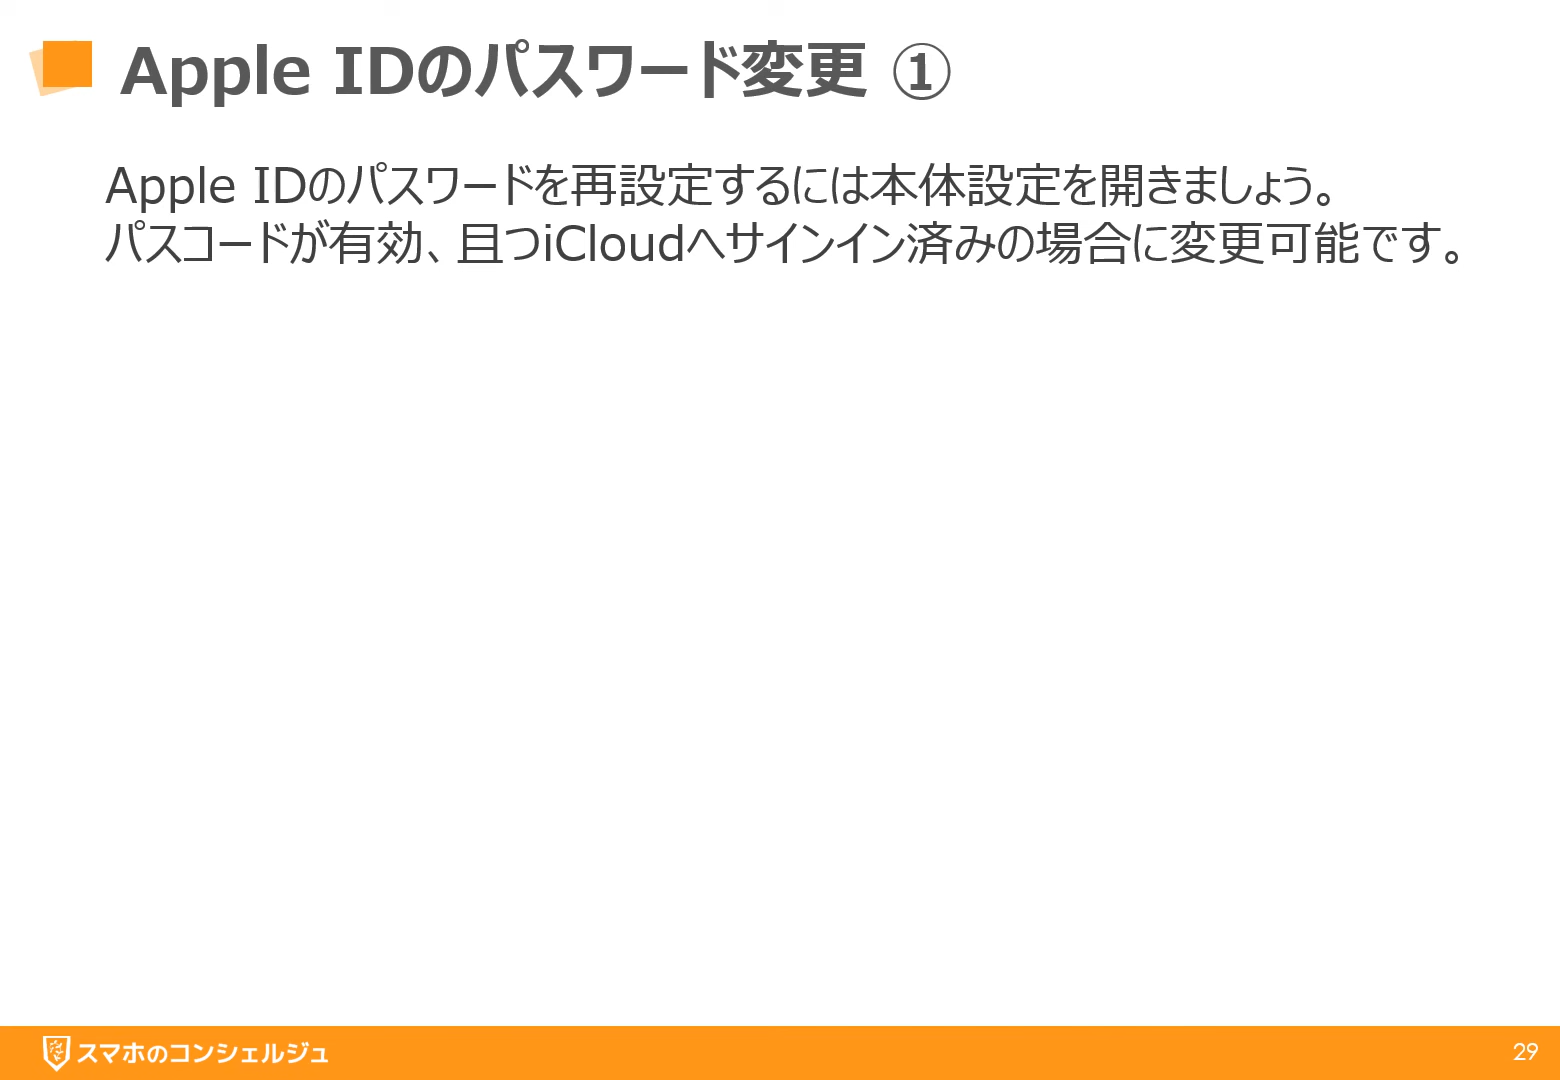 Apple IDのパスワード変更 ①
Apple IDのパスワードを再設定するには本体設定を開きましょう。
パスコードが有効、且つiCloudへサインイン済みの場合に変更可能です。
スマホのコンシェルジュ
29